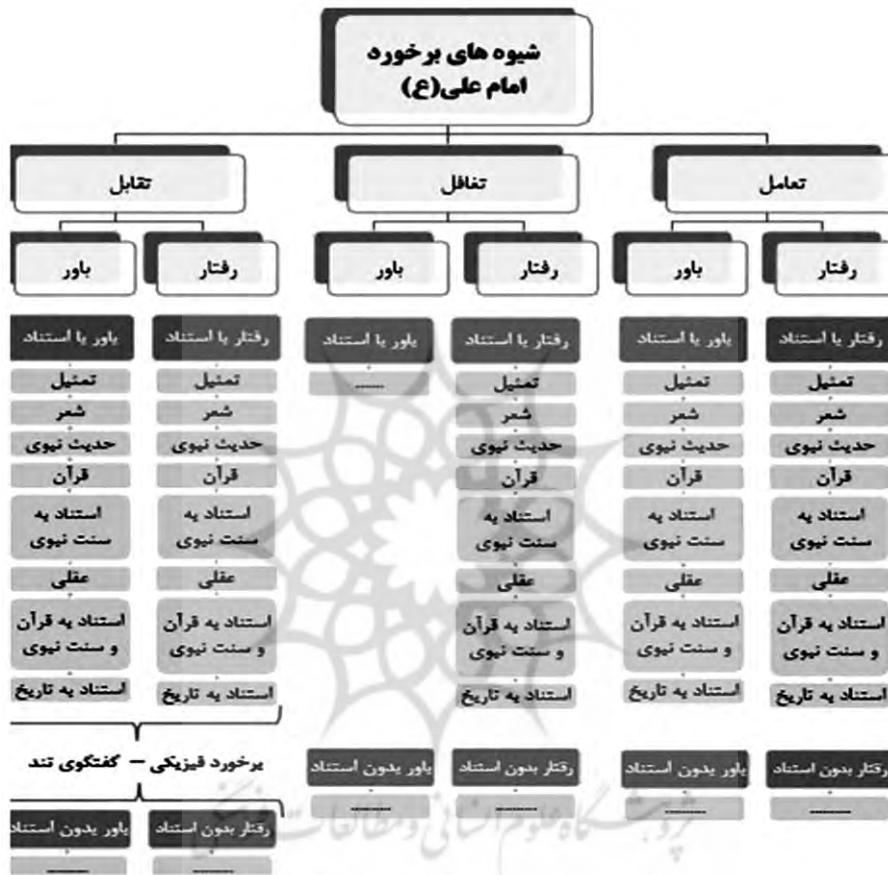 شیوه های برخورد
امام علی(ع)
تعامل
تغافل
تقابل
رفتار
باور
رفتار
باور
رفتار
باور
رفتار با استناد
باور با استناد
رفتار با استناد
باور با استناد
رفتار با استناد
باور با استناد
تمثیل
تمثیل
تمثیل
.......
تمثیل
تمثیل
شعر
شعر
شعر
شعر
شعر
حدیث نبوی
حدیث نبوی
حدیث نبوی
حدیث نبوی
حدیث نبوی
قرآن
قرآن
قرآن
قرآن
قرآن
استناد به
سنت نبوی
استناد به
سنت نبوی
استناد به
سنت نبوی
استناد به
سنت نبوی
استناد به
سنت نبوی
عقلی
عقلی
عقلی
عقلی
عقلی
استناد به قرآن
و سنت نبوی
استناد به قرآن
و سنت نبوی
استناد به قرآن
و سنت نبوی
استناد به قرآن
و سنت نبوی
استناد به قرآن
و سنت نبوی
استناد به تاریخ
استناد به تاریخ
استناد به تاریخ
استناد به تاریخ
استناد به تاریخ
برخورد فیزیکی – گفتگوی تند
رفتار بدون استناد
باور بدون استناد
رفتار بدون استناد
باور بدون استناد
.........
.........
.........
.........
رفتار بدون استناد
باور بدون استناد
.........
.........
پژوهشگاه علوم انسانی و مطالعات فرهنگی